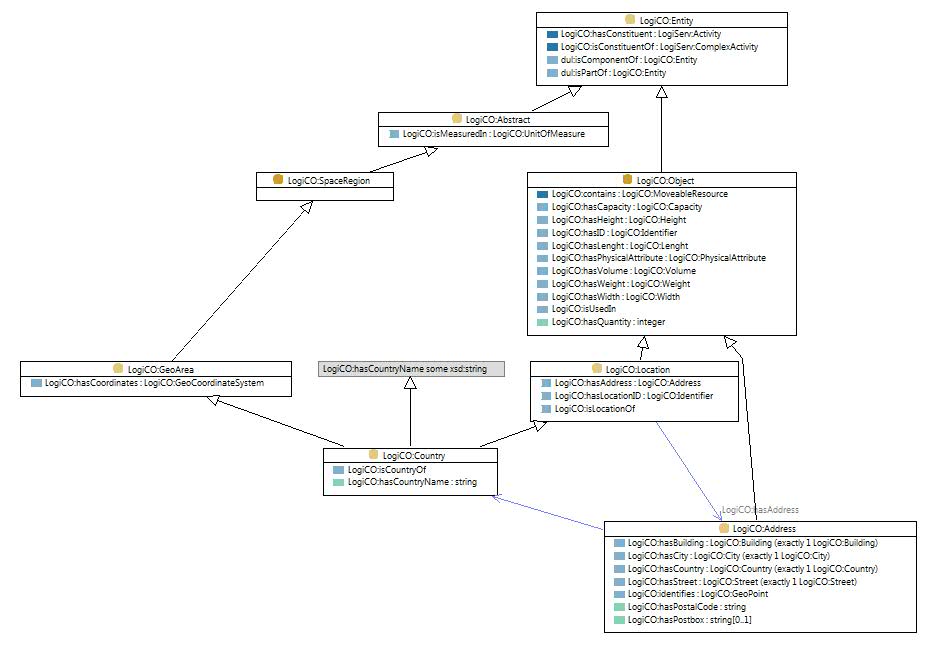 LogiCO:Entity
LogiCO:hasConstituent : LogiServ:Activity
LogiCO:isConstituentOf : LogiServ:ComplexActivity
dul:isComponentOf : LogiCO:Entity
dul:isPartOf : LogiCO:Entity
LogiCO:Abstract
LogiCO:isMeasuredIn : LogiCO:UnitOfMeasure
LogiCO:SpaceRegion
LogiCO:Object
LogiCO:contains : LogiCO:MoveableResource
LogiCO:hasCapacity : LogiCO:Capacity
LogiCO:hasHeight : LogiCO:Height
LogiCO:hasID : LogiCO:Identifier
LogiCO:hasLenght : LogiCO:Lenght
LogiCO:hasPhysicalAttribute : LogiCO:PhysicalAttribute
LogiCO:hasVolume : LogiCO:Volume
LogiCO:hasWeight : LogiCO:Weight
LogiCO:hasWidth : LogiCO:Width
LogiCO:isUsedIn
LogiCO:hasQuantity : integer
LogiCO:GeoArea
LogiCO:hasCoordinates : LogiCO:GeoCoordinateSystem
LogiCO:hasCountryName some xsd:string
LogiCO:Location
LogiCO:hasAddress : LogiCO:Address
LogiCO:hasLocationID : LogiCO:Identifier
LogiCO:isLocationOf
LogiCO:Country
LogiCO:isCountryOf
LogiCO:hasCountryName : string
LogiCO:hasAddress
LogiCO:Address
LogiCO:hasBuilding : LogiCO:Building (exactly 1 LogiCO:Building)
LogiCO:hasCity : LogiCO:City (exactly 1 LogiCO:City)
LogiCO:hasCountry : LogiCO:Country (exactly 1 LogiCO:Country)
LogiCO:hasStreet : LogiCO:Street (exactly 1 LogiCO:Street)
LogiCO:identifies : LogiCO:GeoPoint
LogiCO:hasPostalCode : string
LogiCO:hasPostbox : string[0..1]